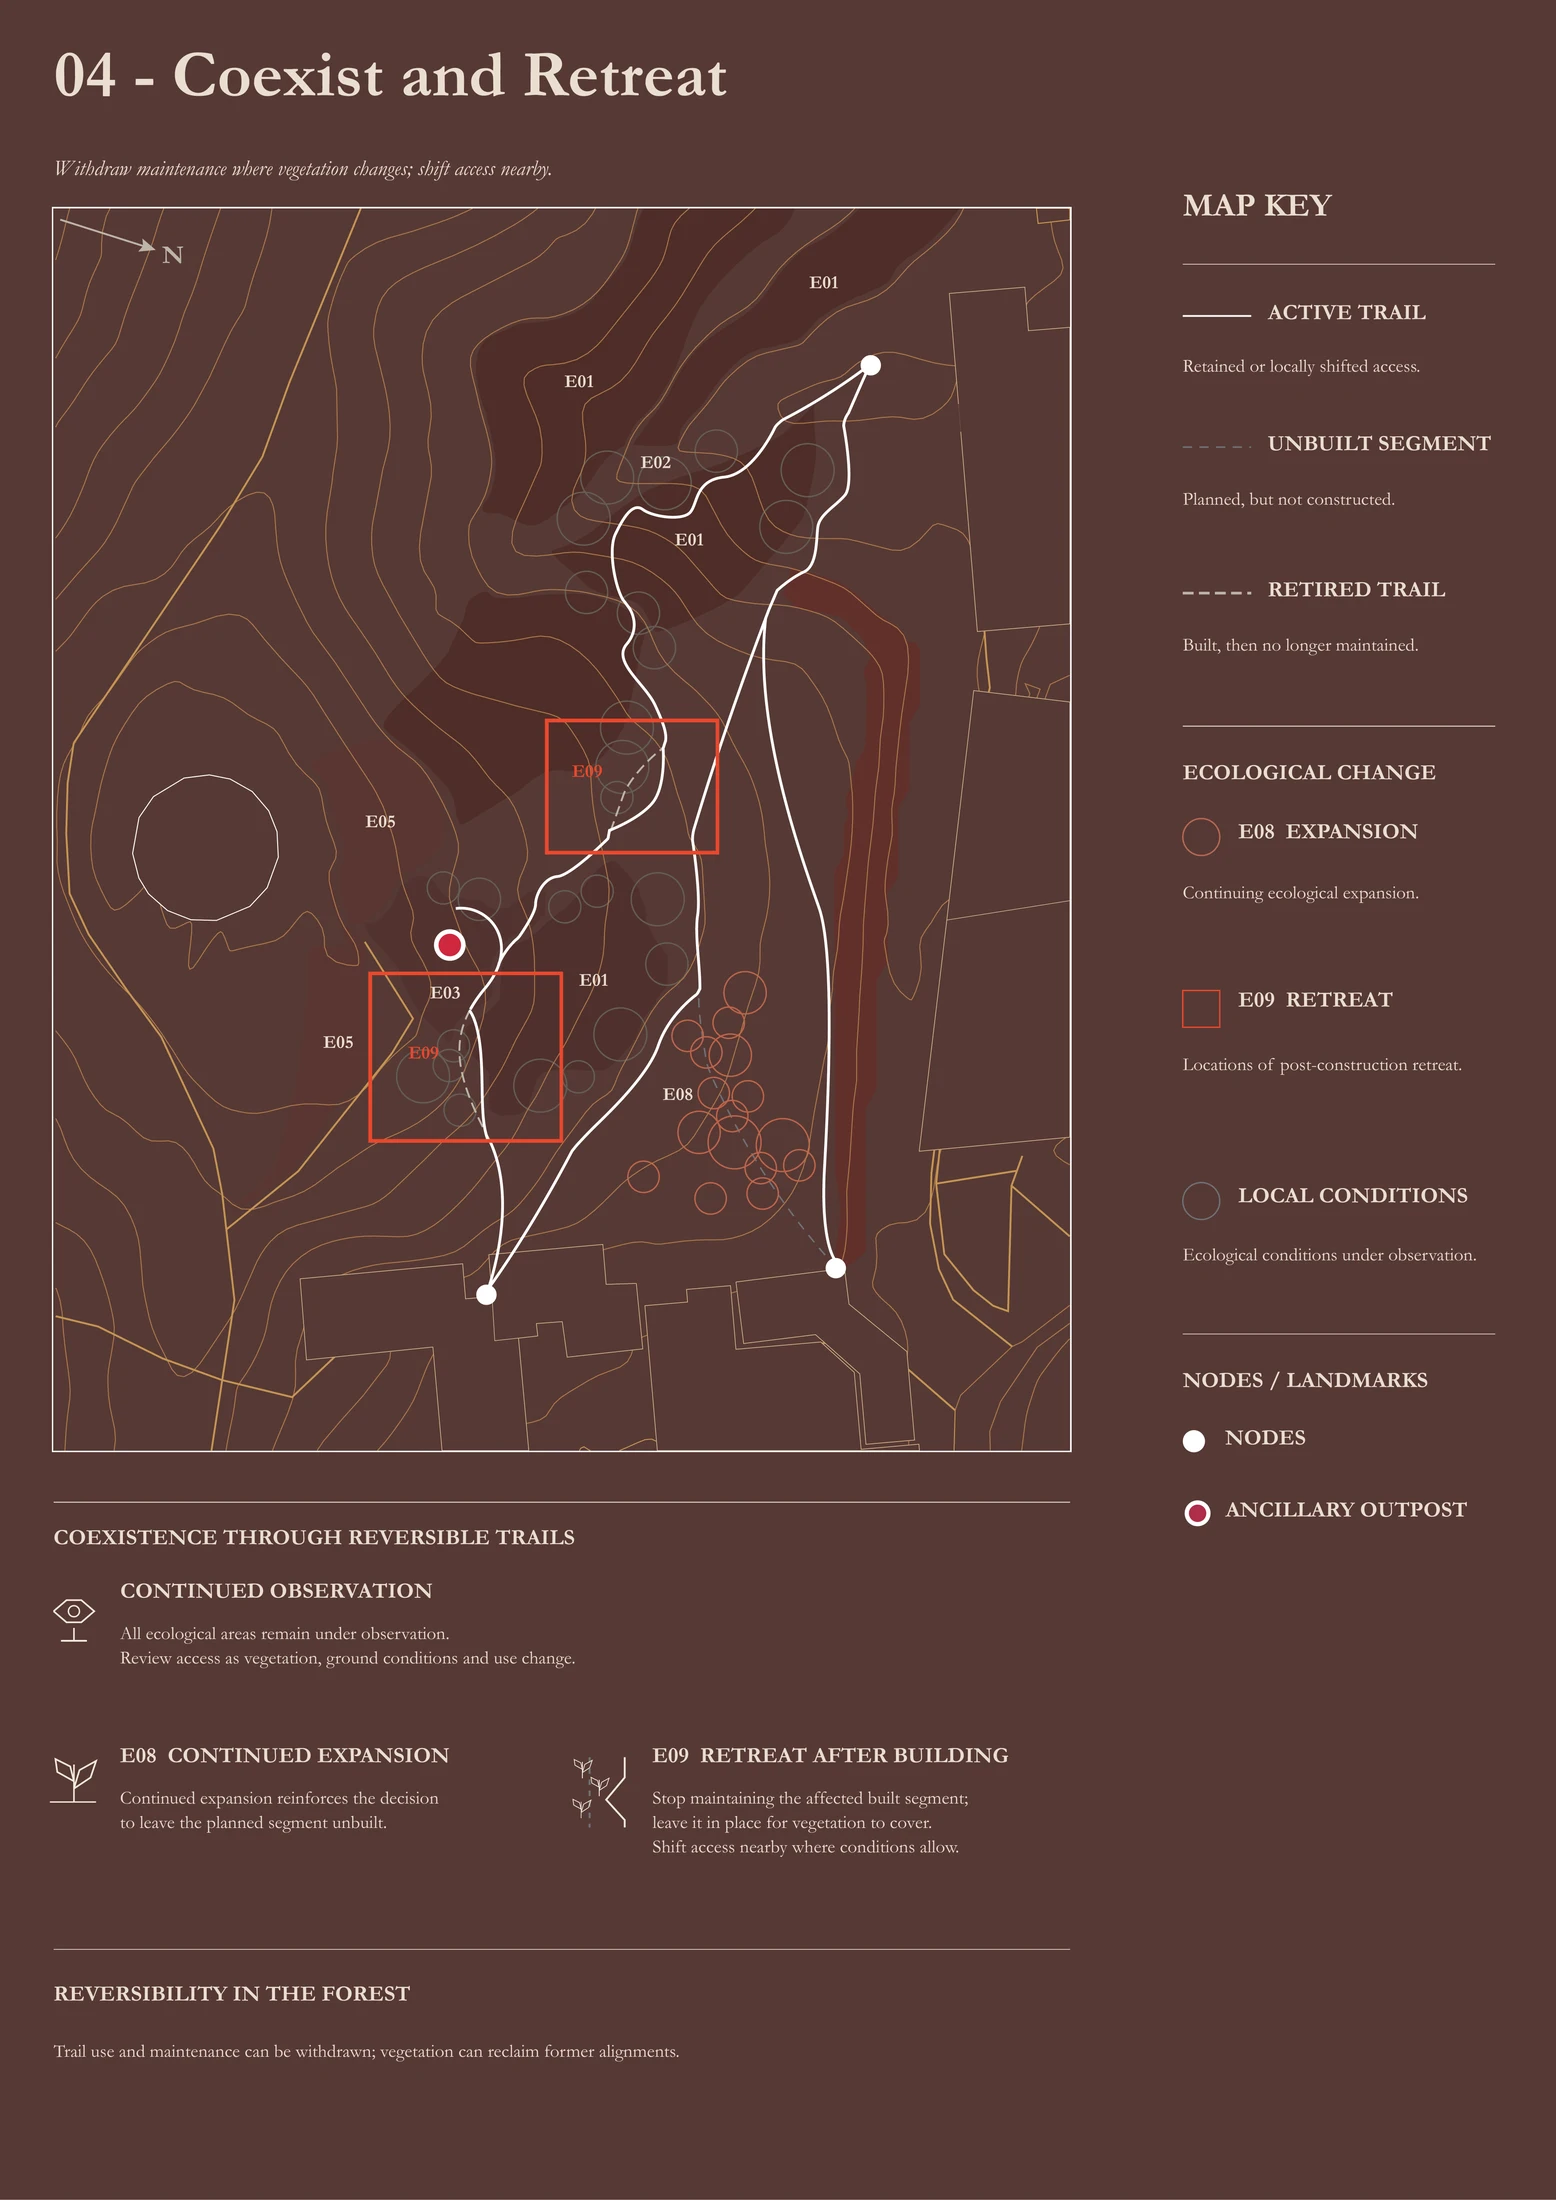 04 - Coexist and Retreat
Withdraw maintenance where vegetation changes; shift access nearby.
N
E01
E01
E02
E01
E09
E05
E01
E03
E05
E09
E08
MAP KEY
ACTIVE TRAIL
Retained or locally shifted access.
UNBUILT SEGMENT
Planned, but not constructed.
RETIRED TRAIL
Built, then no longer maintained.
ECOLOGICAL CHANGE
E08 EXPANSION
Continuing ecological expansion.
E09 RETREAT
Locations of post-construction retreat.
LOCAL CONDITIONS
Ecological conditions under observation.
NODES / LANDMARKS
NODES
ANCILLARY OUTPOST
COEXISTENCE THROUGH REVERSIBLE TRAILS
CONTINUED OBSERVATION
All ecological areas remain under observation.
Review access as vegetation, ground conditions and use change.
E08 CONTINUED EXPANSION
Continued expansion reinforces the decision
to leave the planned segment unbuilt.
E09 RETREAT AFTER BUILDING
Stop maintaining the affected built segment;
leave it in place for vegetation to cover.
Shift access nearby where conditions allow.
REVERSIBILITY IN THE FOREST
Trail use and maintenance can be withdrawn; vegetation can reclaim former alignments.